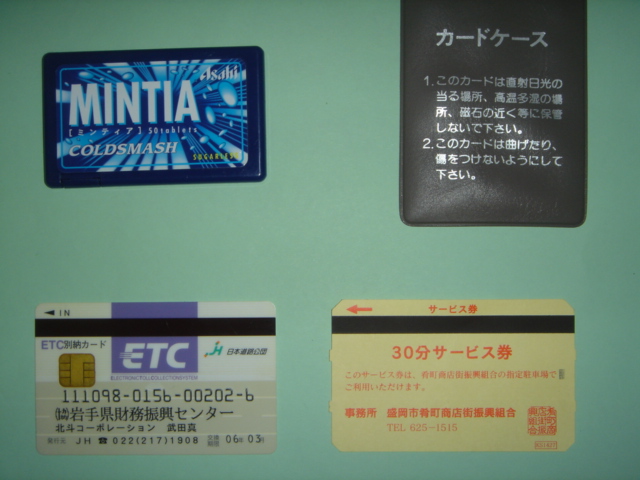 Asahi
MINTIA
[ミンティア] 50tablets
COLDSMASH
SUGARLESS
カードケース
1.このカードは直射日光の
当る場所、高温多湿の場
所、磁石の近く等に保管
しないで下さい。
2.このカードは曲げたり、
傷をつけないようにして
下さい。
IN
ETC別納カード
ETC
ELECTRONIC TOLL COLLECTION SYSTEM
JH 日本道路公団
111098-0156-00202-6
岩手県財務振興センター
北斗コーポレーション 武田真
JH ☎ 022(217)1908
有効期間 06年 03月
サービス券
30分サービス券
このサービス券は、肴町商店街振興組合の指定駐車場で
ご利用いただけます。
事務所 盛岡市肴町商店街振興組合
TEL 625-1515